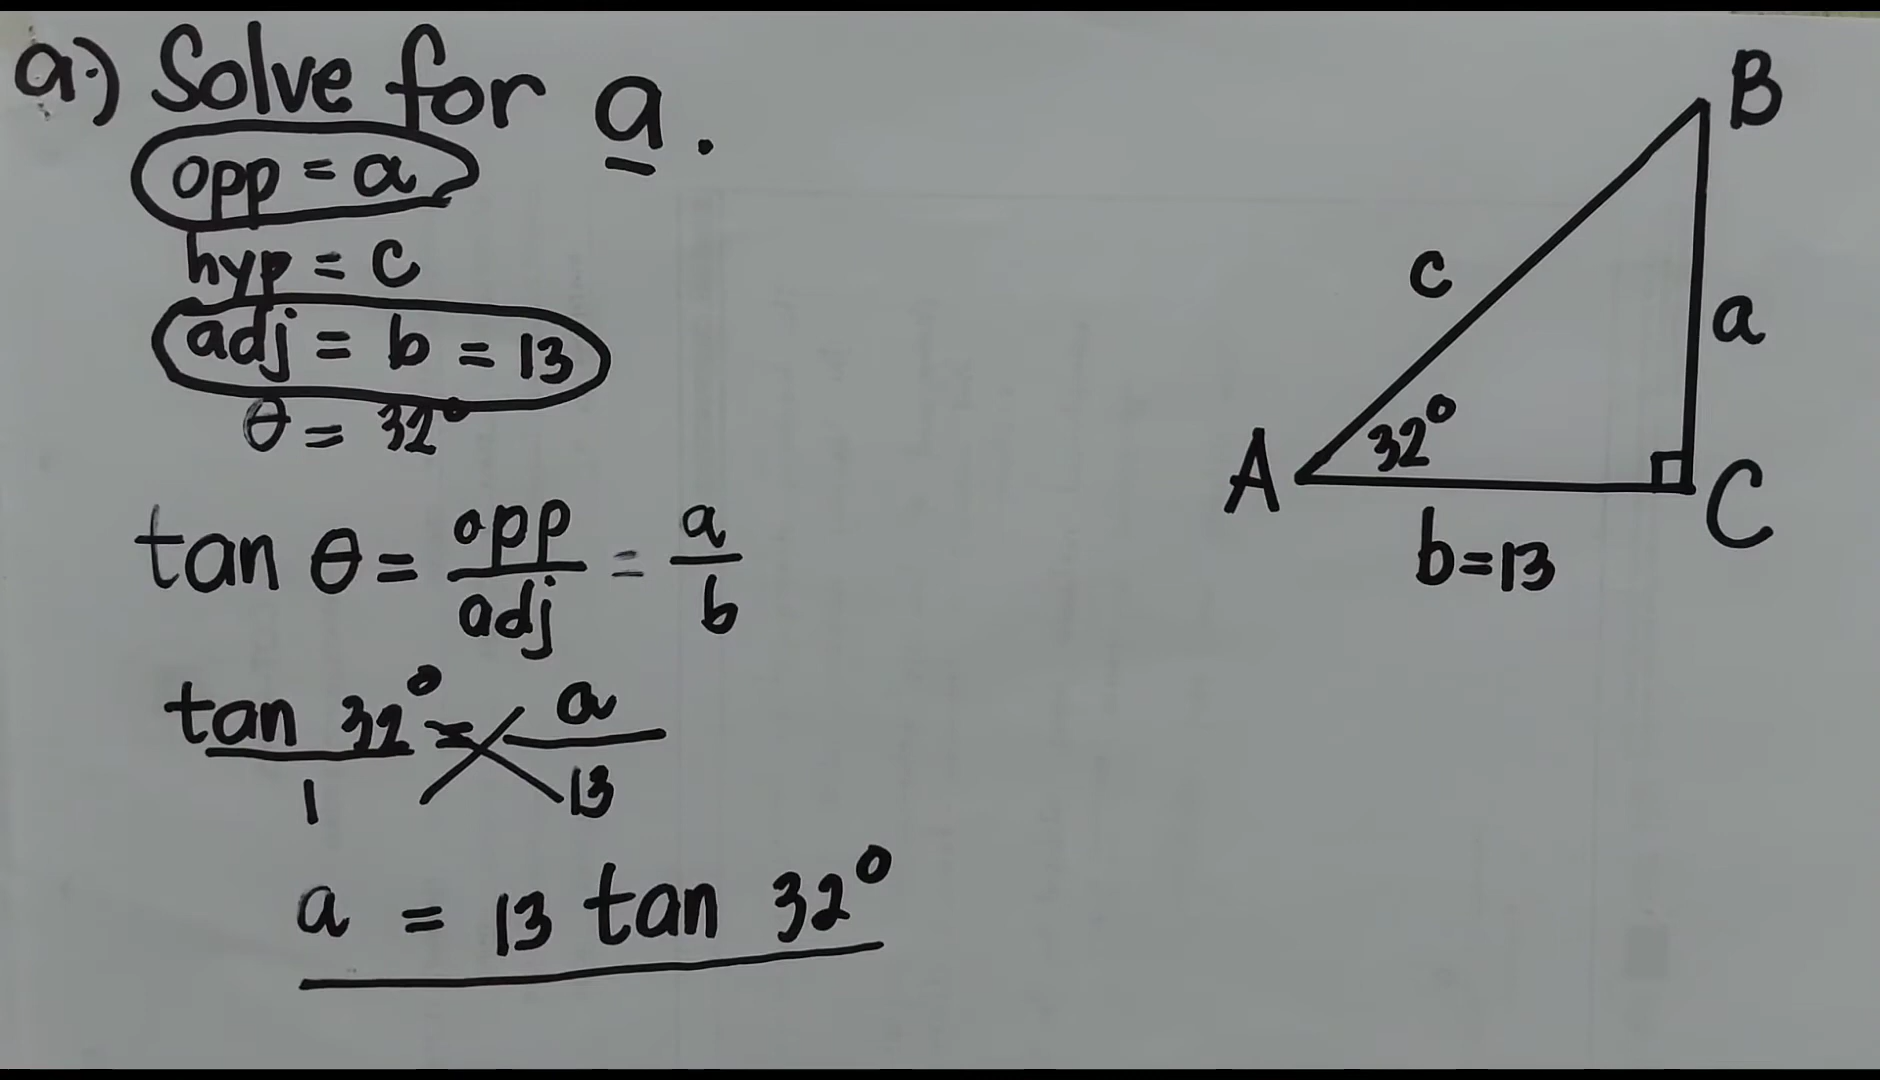 a.) Solve for a.
opp = a
hyp = c
adj = b = 13
θ = 32°
tan θ = opp/adj = a/b
tan 32°/1 = a/13
a = 13 tan 32°
B
c
a
32°
A
C
b=13